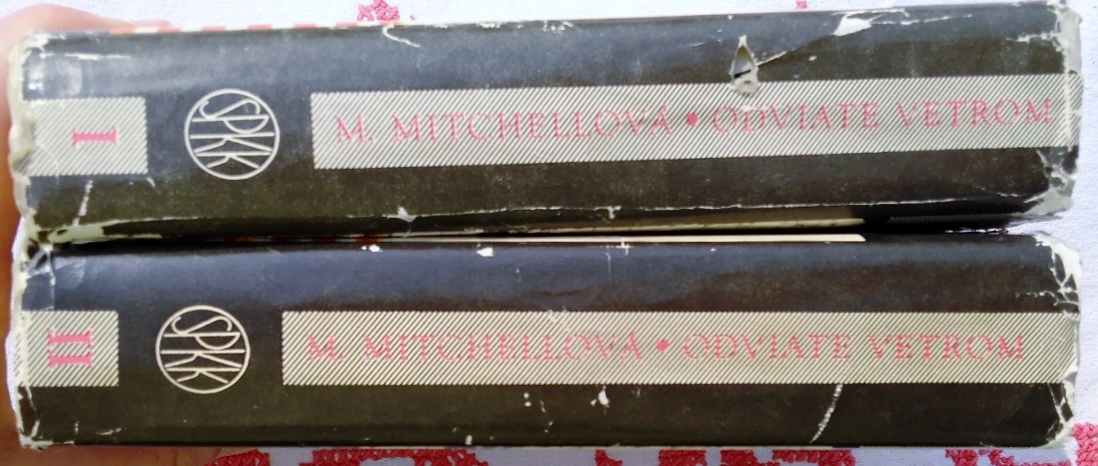 I SPKK M. MITCHELLOVÁ • ODVIATE VETROM
II SPKK M. MITCHELLOVÁ • ODVIATE VETROM